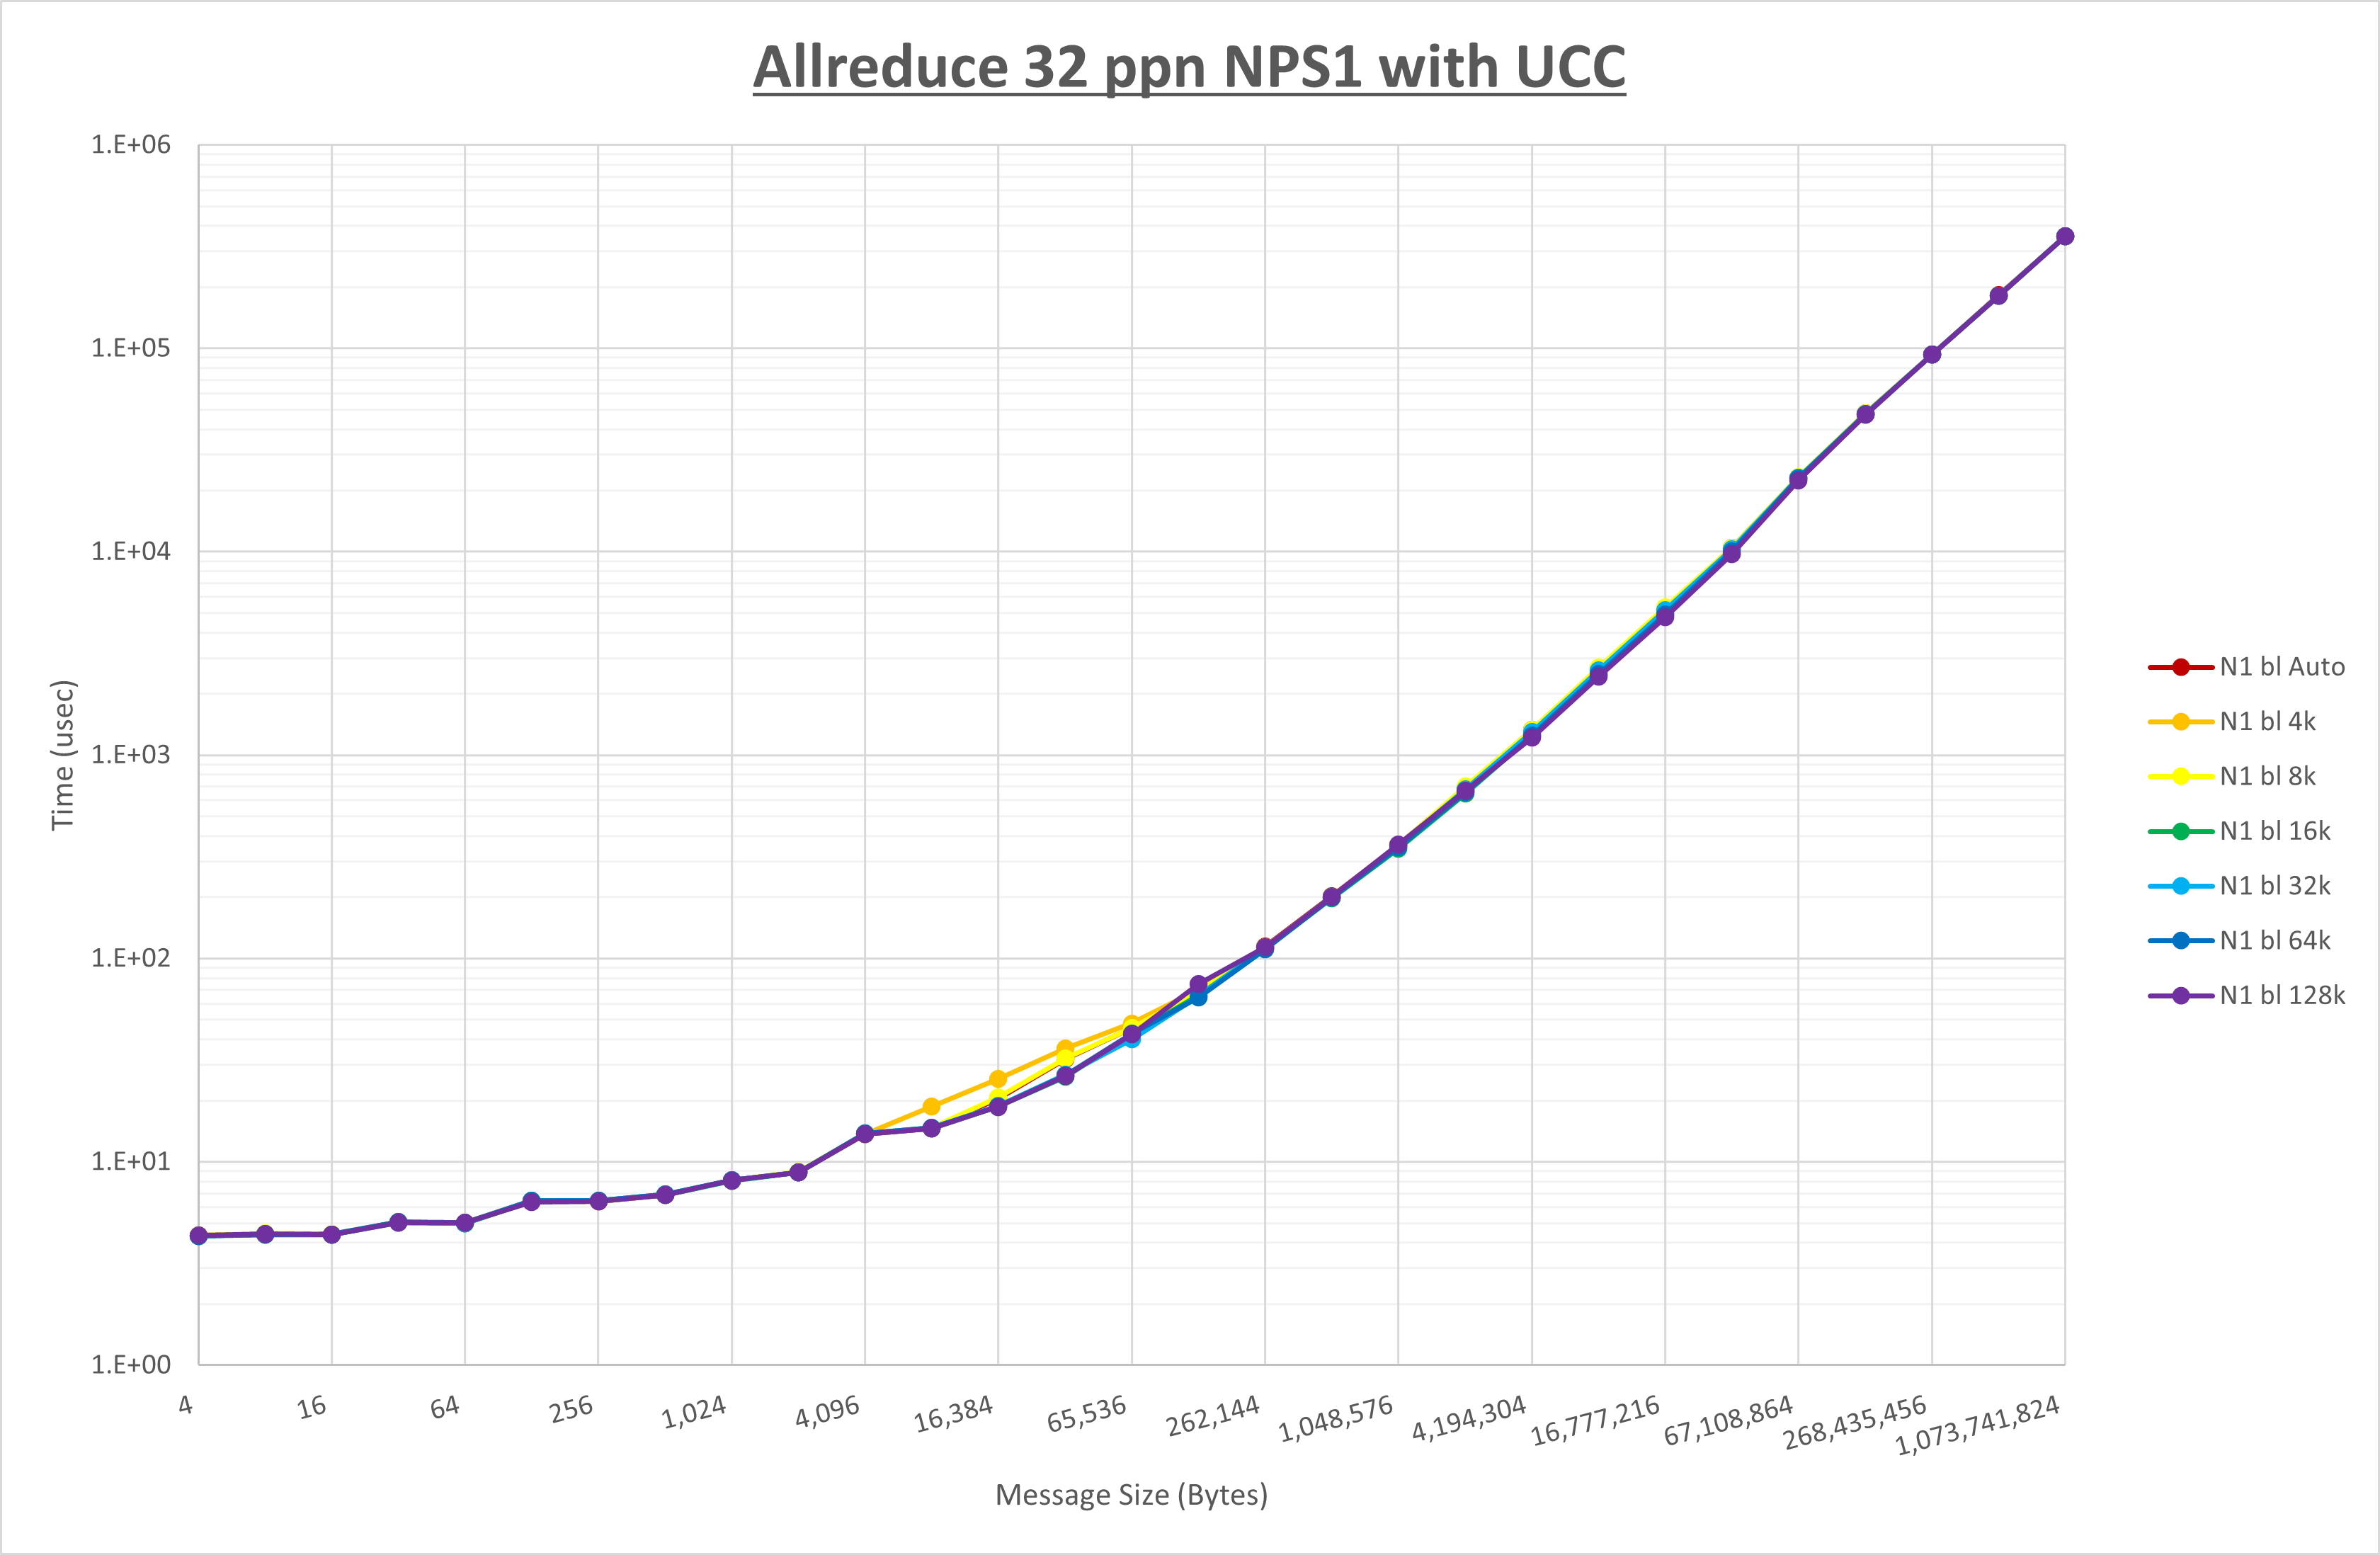 Allreduce 32 ppn NPS1 with UCC
1.E+06
1.E+05
1.E+04
1.E+03
1.E+02
1.E+01
1.E+00
Time (usec)
4
16
64
256
1,024
4,096
16,384
65,536
262,144
1,048,576
4,194,304
16,777,216
67,108,864
268,435,456
1,073,741,824
Message Size (Bytes)
N1 bl Auto
N1 bl 4k
N1 bl 8k
N1 bl 16k
N1 bl 32k
N1 bl 64k
N1 bl 128k